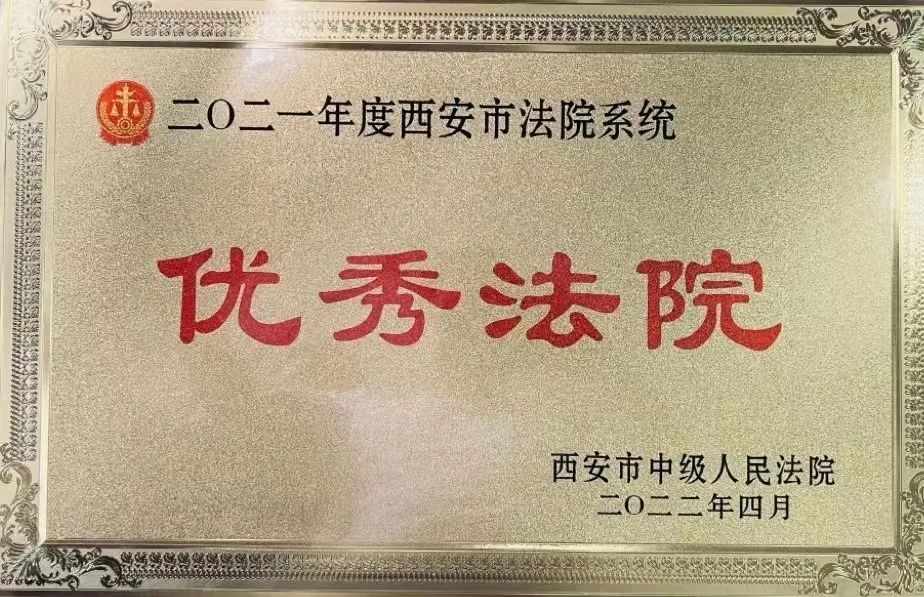 二〇二一年度西安市法院系统
优秀法院
西安市中级人民法院
二〇二二年四月